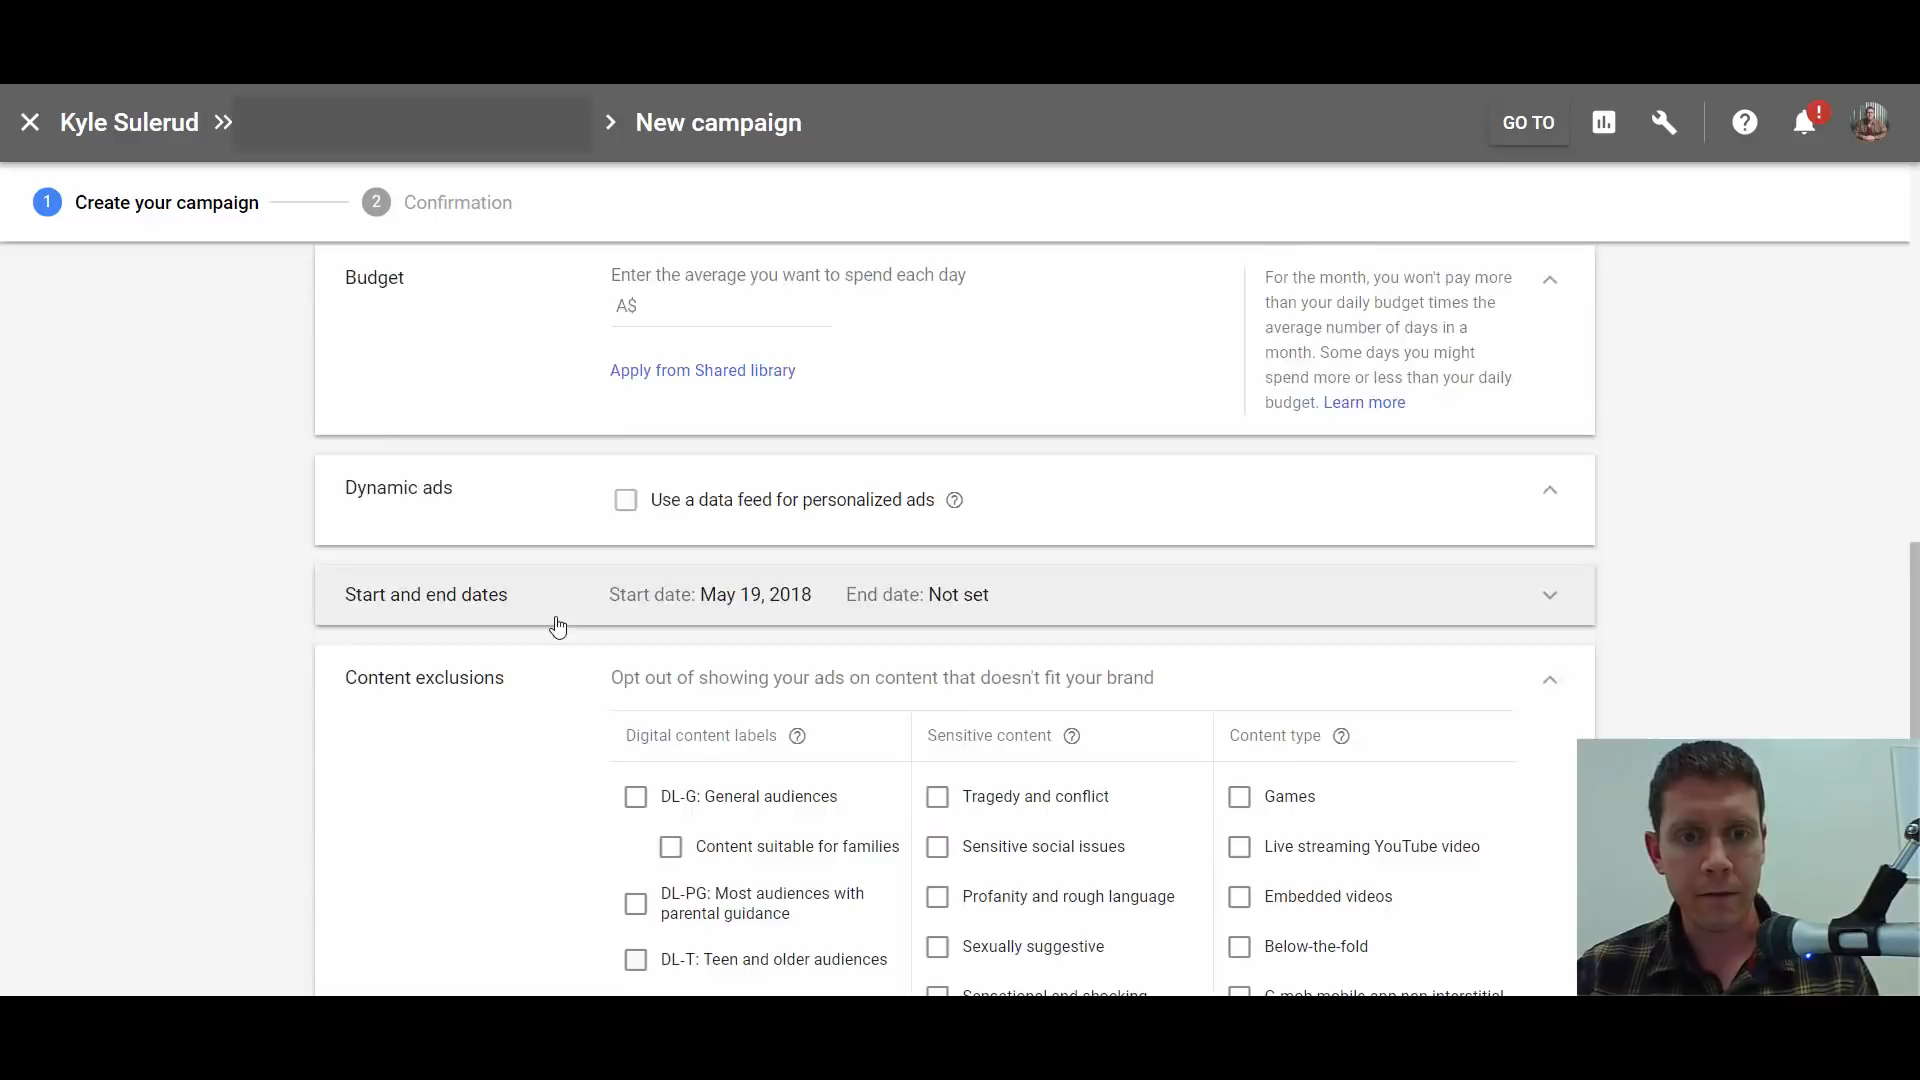 Kyle Sulerud
New campaign
GO TO
1 Create your campaign
2 Confirmation
Budget
Enter the average you want to spend each day
A$
Apply from Shared library
For the month, you won't pay more
than your daily budget times the
average number of days in a
month. Some days you might
spend more or less than your daily
budget. Learn more
Dynamic ads
Use a data feed for personalized ads
Start and end dates
Start date: May 19, 2018
End date: Not set
Content exclusions
Opt out of showing your ads on content that doesn't fit your brand
Digital content labels
Sensitive content
Content type
DL-G: General audiences
Tragedy and conflict
Games
Content suitable for families
Sensitive social issues
Live streaming YouTube video
DL-PG: Most audiences with
parental guidance
Profanity and rough language
Embedded videos
Sexually suggestive
Below-the-fold
DL-T: Teen and older audiences
Sensational and shocking
G-mob mobile app non-interstitial